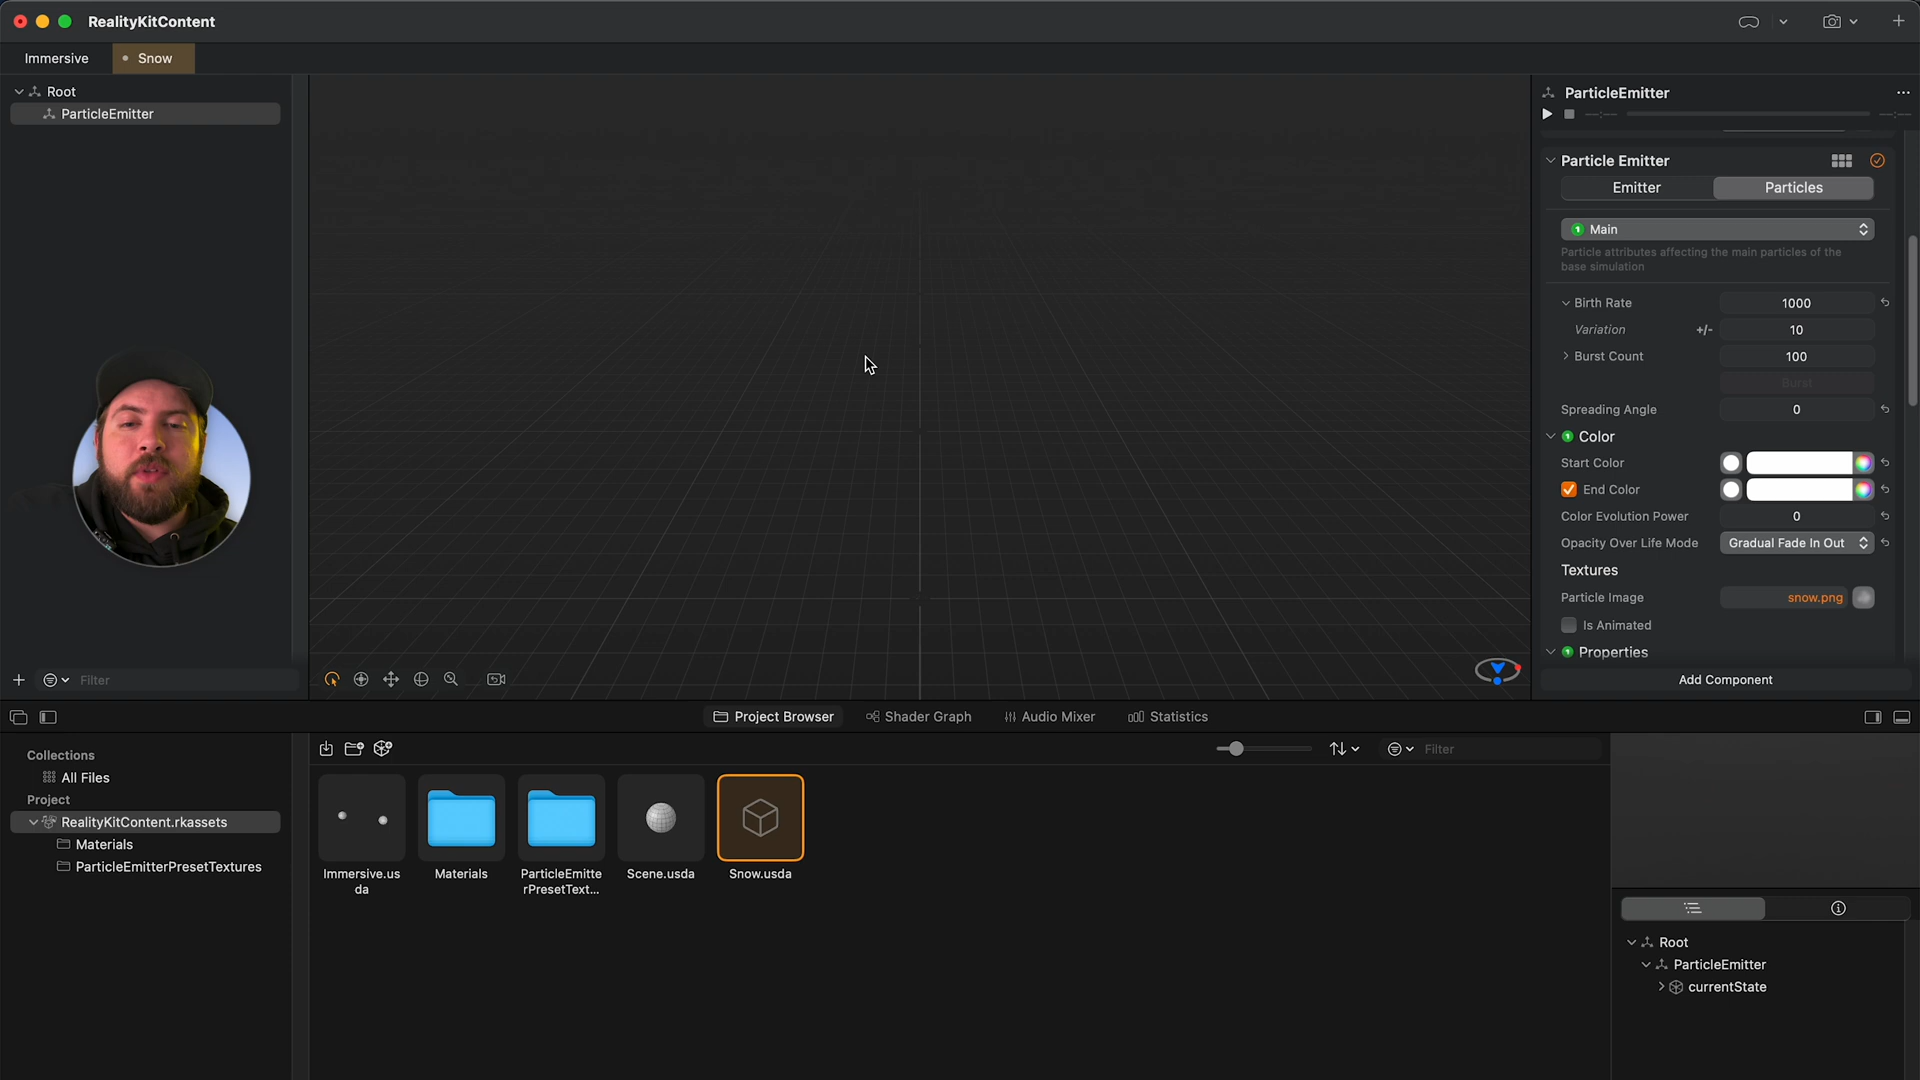 RealityKitContent
Immersive
Snow
Root
ParticleEmitter
Filter
ParticleEmitter
Particle Emitter
Emitter
Particles
1 Main
Particle attributes affecting the main particles of the
base simulation
Birth Rate 1000
Variation +/- 10
Burst Count 100
Burst
Spreading Angle 0
Color
Start Color
End Color
Color Evolution Power 0
Opacity Over Life Mode Gradual Fade In Out
Textures
Particle Image snow.png
Is Animated
Properties
Add Component
Project Browser
Shader Graph
Audio Mixer
Statistics
Collections
All Files
Project
RealityKitContent.rkassets
Materials
ParticleEmitterPresetTextures
Filter
Immersive.us
da
Materials
ParticleEmitte
rPresetText...
Scene.usda
Snow.usda
Root
ParticleEmitter
currentState